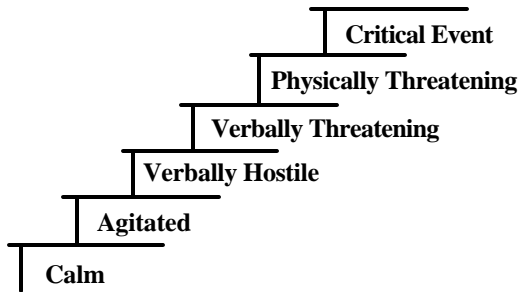 Critical Event
Physically Threatening
Verbally Threatening
Verbally Hostile
Agitated
Calm